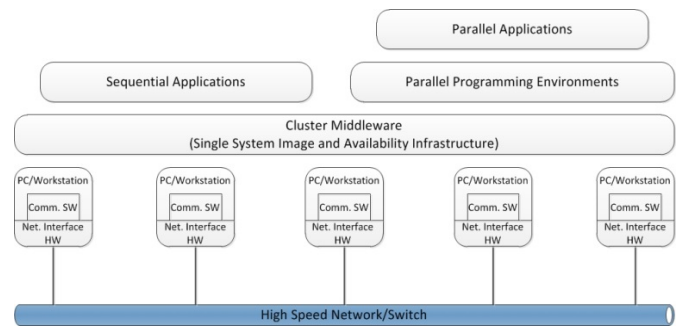 Parallel Applications
Sequential Applications
Parallel Programming Environments
Cluster Middleware
(Single System Image and Availability Infrastructure)
PC/Workstation
Comm. SW
Net. Interface
HW
PC/Workstation
Comm. SW
Net. Interface
HW
PC/Workstation
Comm. SW
Net. Interface
HW
PC/Workstation
Comm. SW
Net. Interface
HW
PC/Workstation
Comm. SW
Net. Interface
HW
High Speed Network/Switch